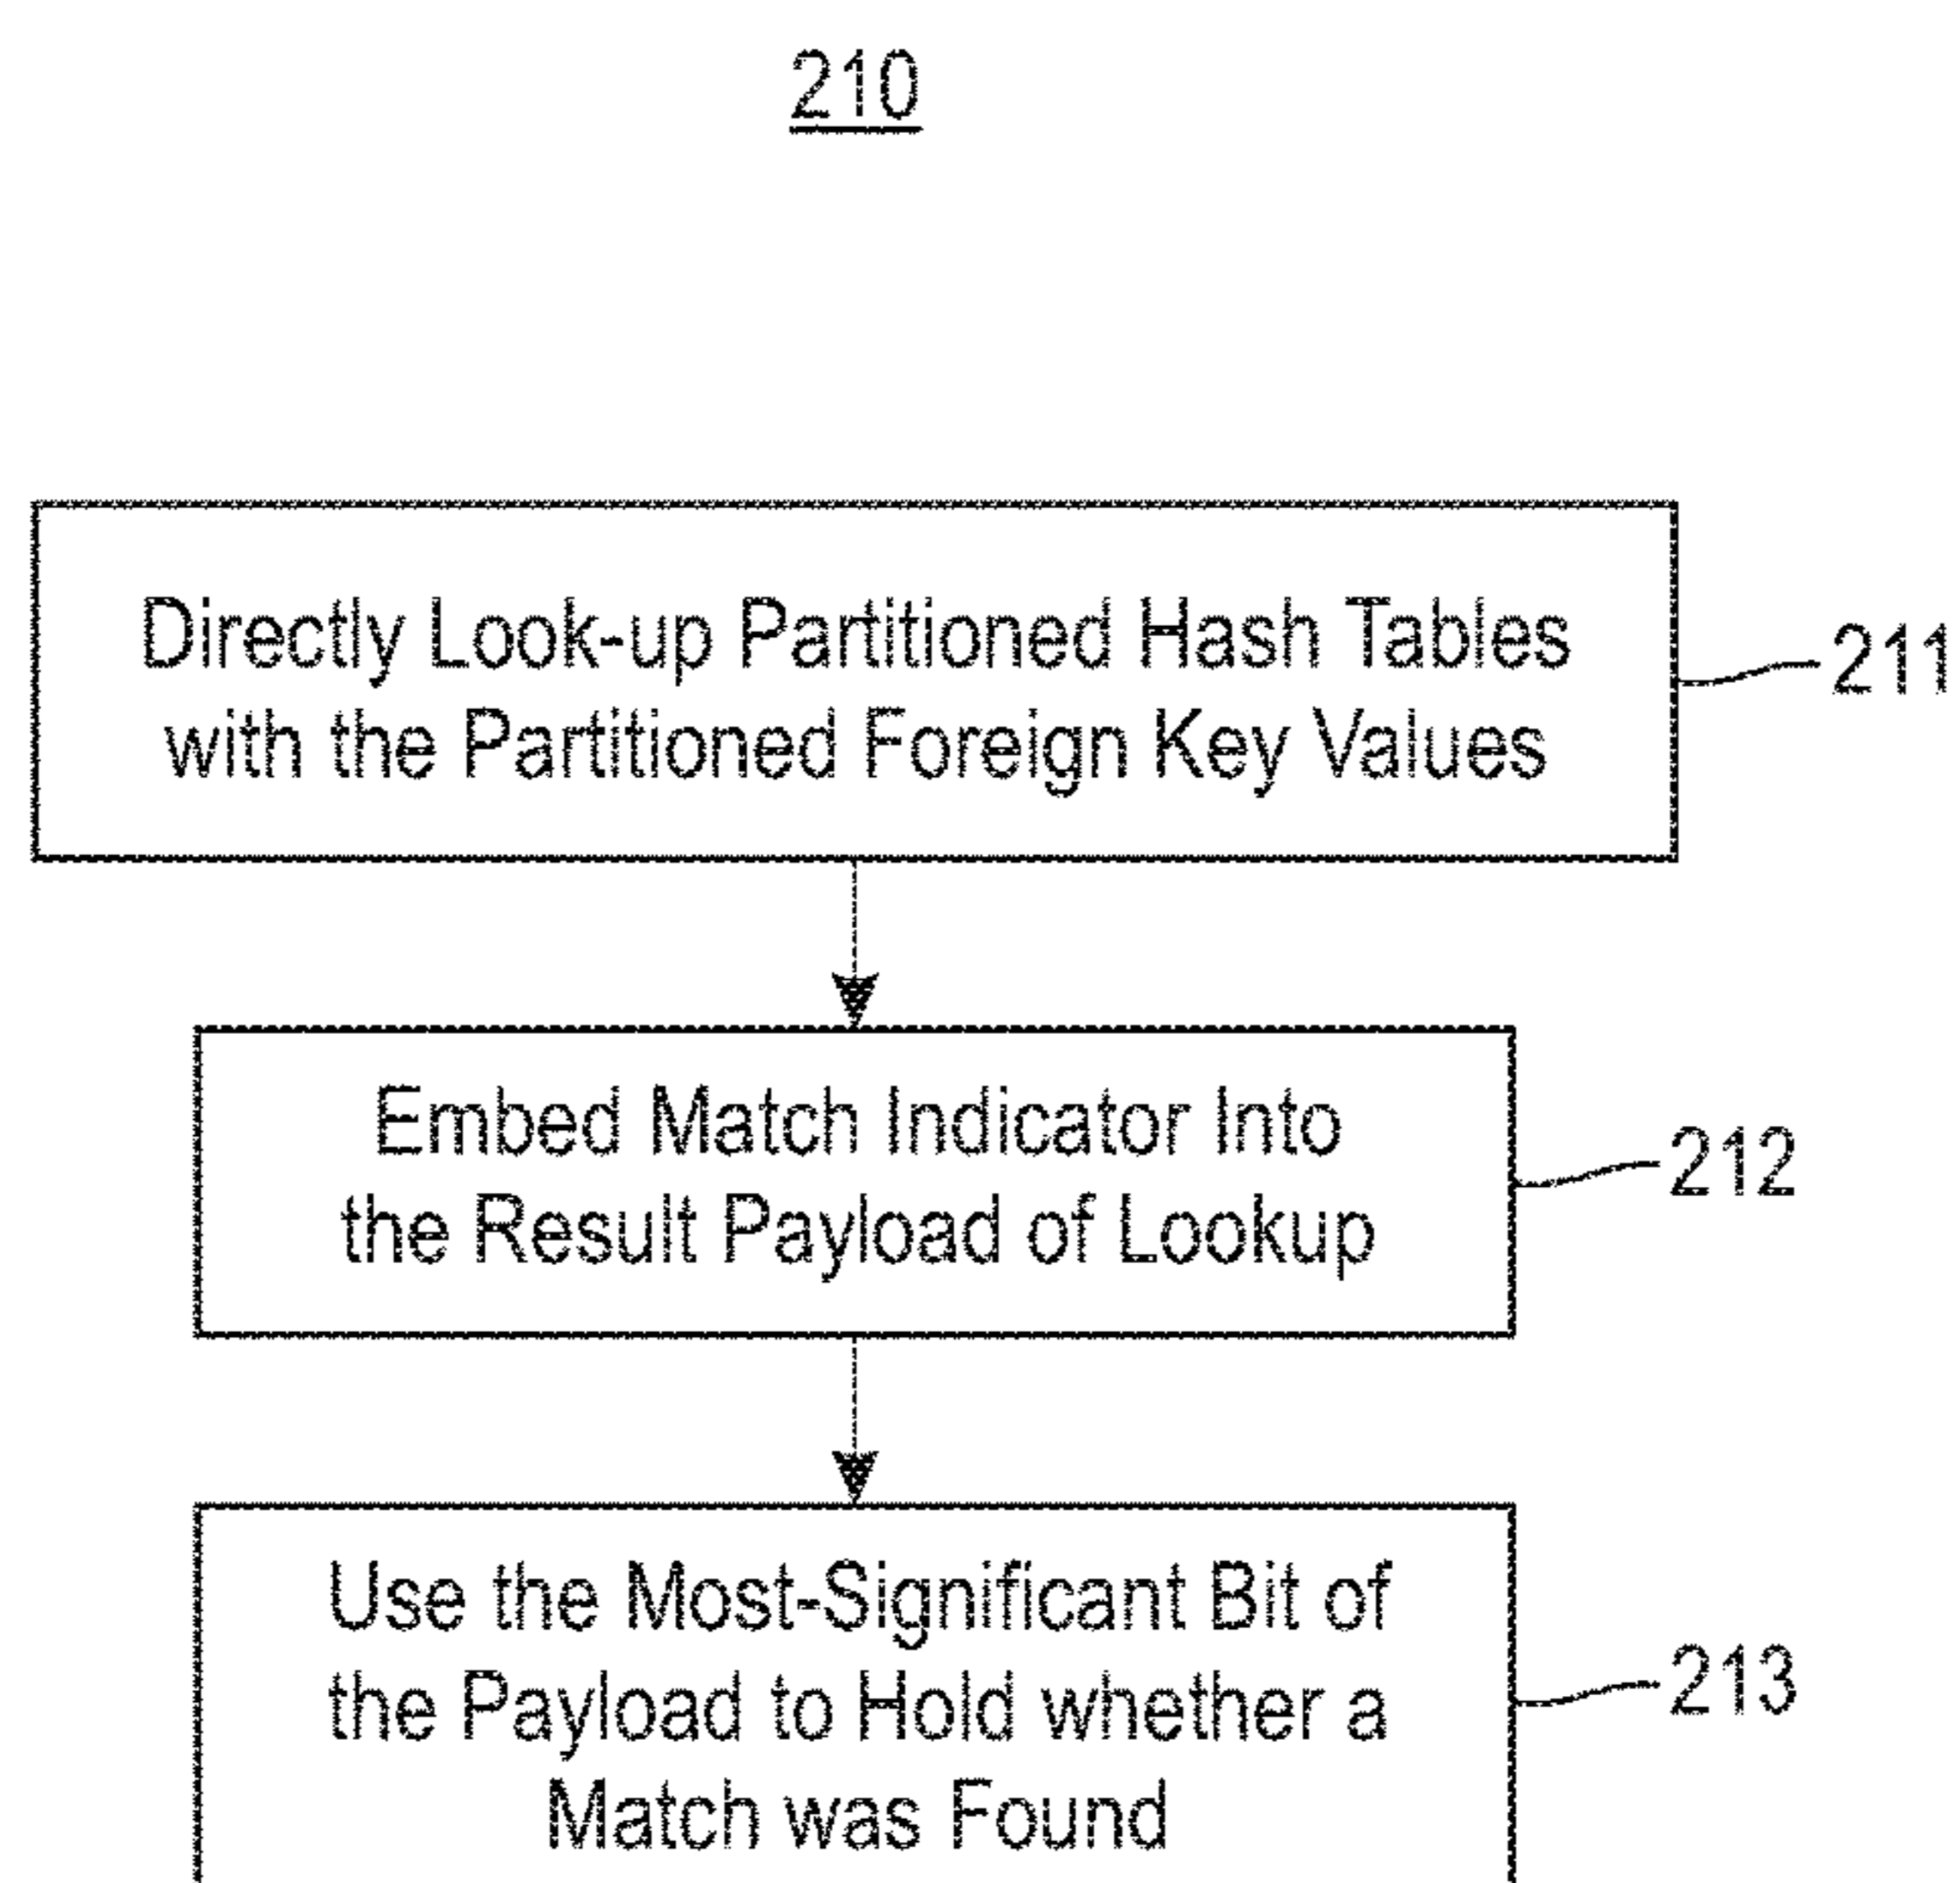 210
Directly Look-up Partitioned Hash Tables
with the Partitioned Foreign Key Values
211
Embed Match Indicator Into
the Result Payload of Lookup
212
Use the Most-Significant Bit of
the Payload to Hold whether a
Match was Found
213